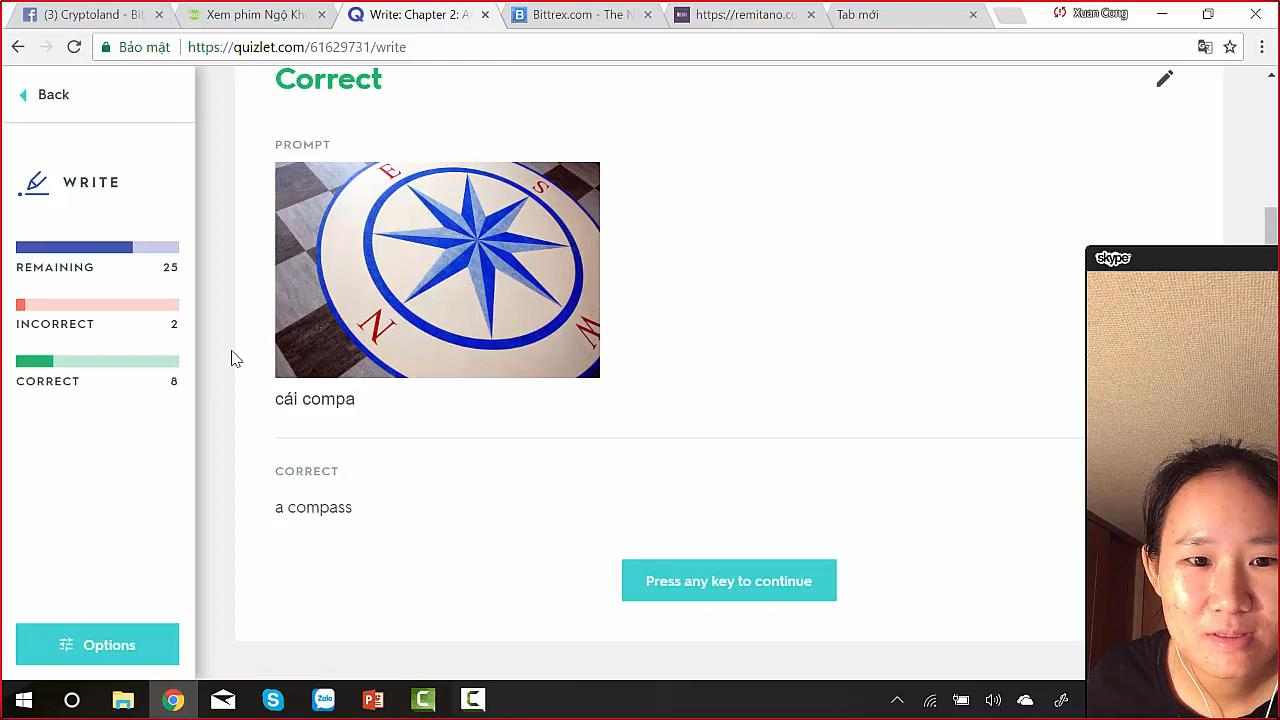 (3) Cryptoland - Bit
Xem phim Ngộ Kh
Write: Chapter 2: A
Bittrex.com - The N
https://remitano.co
Tab mới
Xuan Cong
Bảo mật
https://quizlet.com/61629731/write
Back
WRITE
REMAINING 25
INCORRECT 2
CORRECT 8
Options
Correct
PROMPT
E
S
N
W
cái compa
CORRECT
a compass
Press any key to continue
skype
Zalo